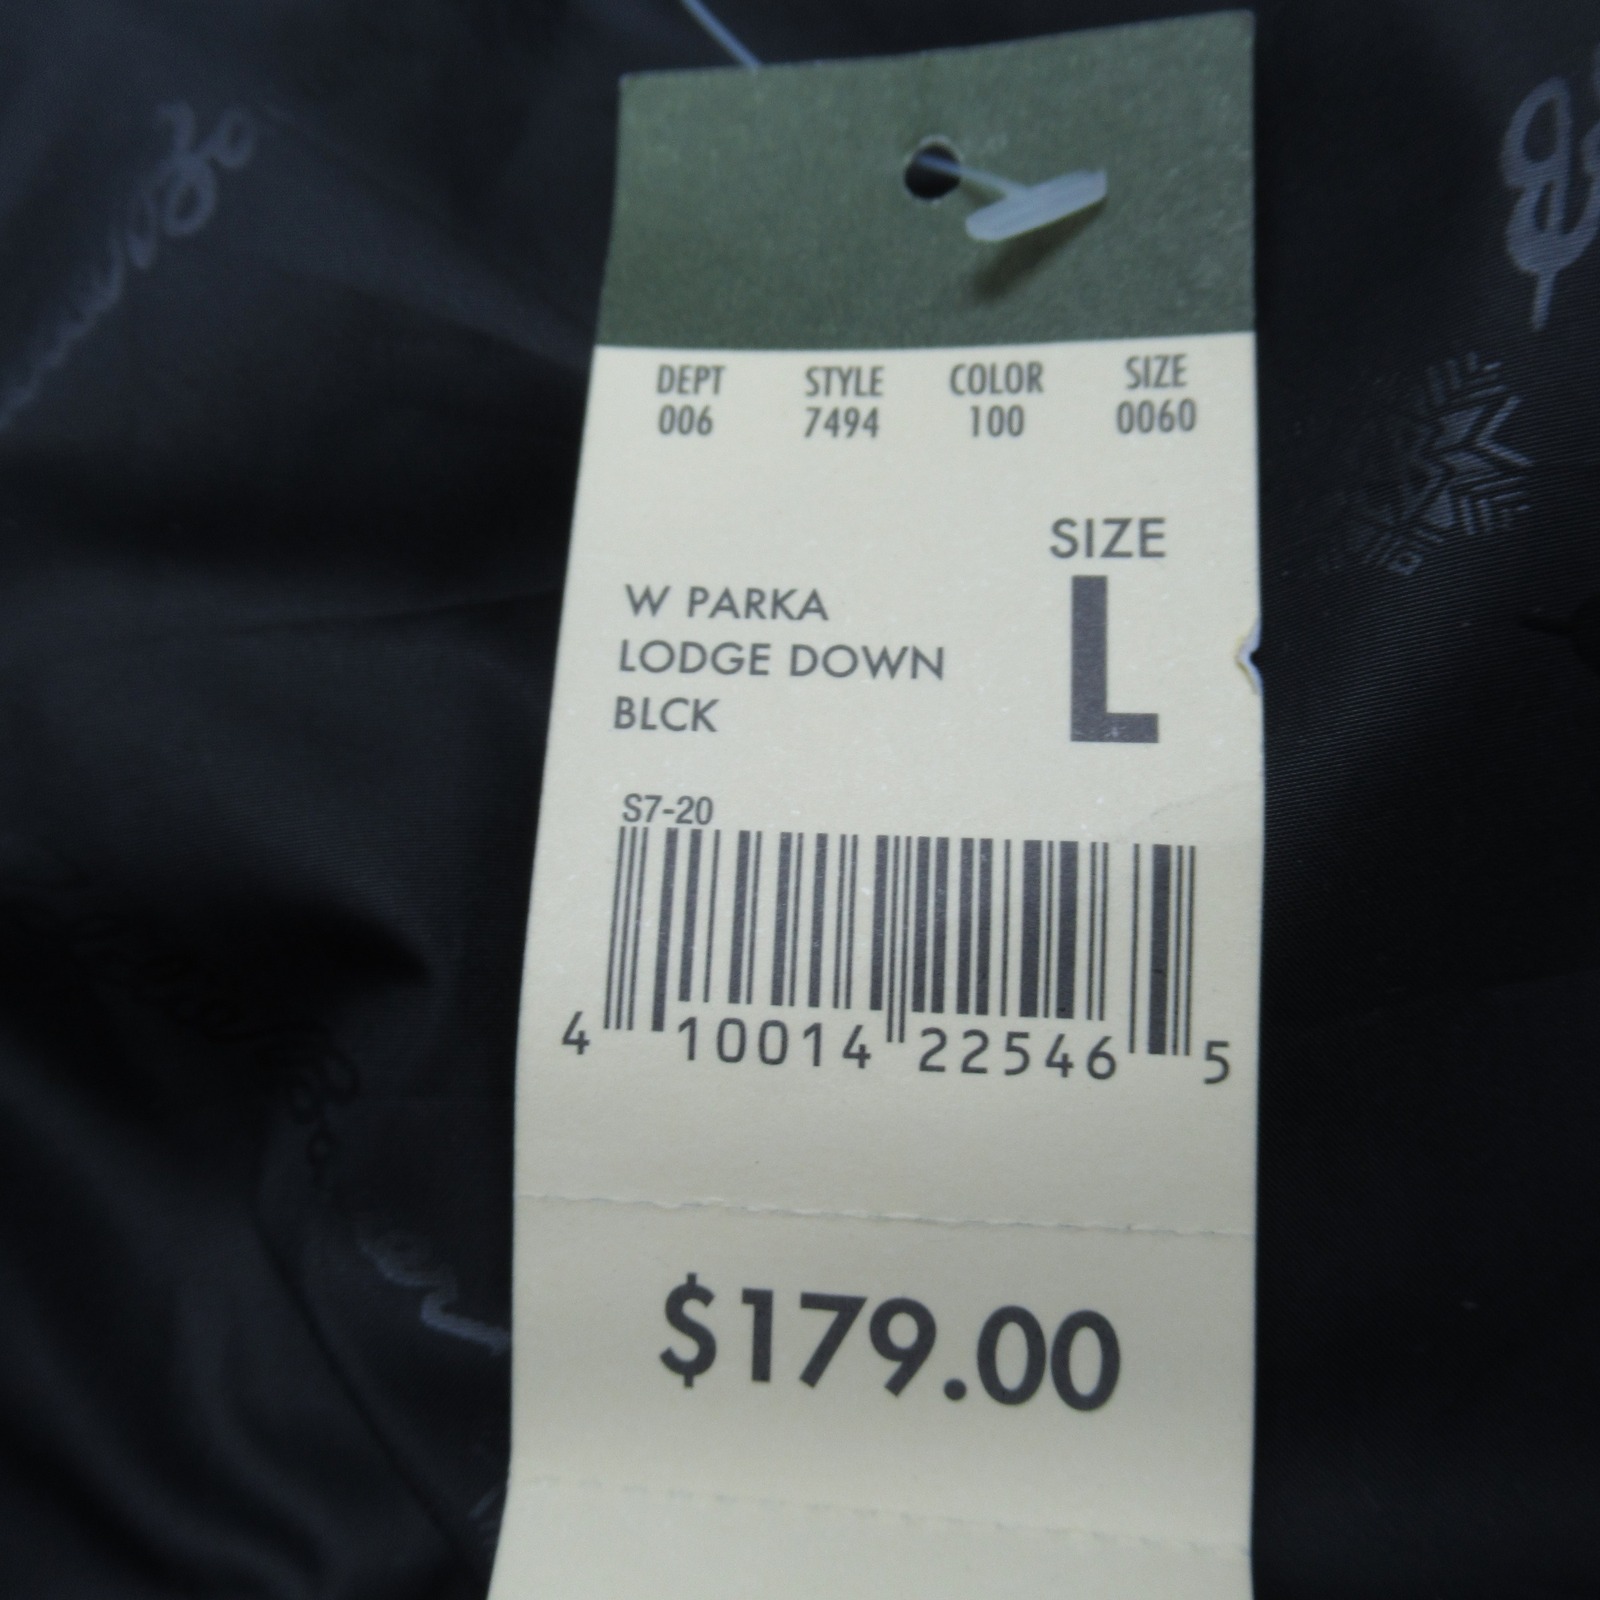 DEPT STYLE COLOR SIZE
006 7494 100 0060
SIZE
L
W PARKA
LODGE DOWN
BLCK
S7-20
4 10014 22546 5
$179.00